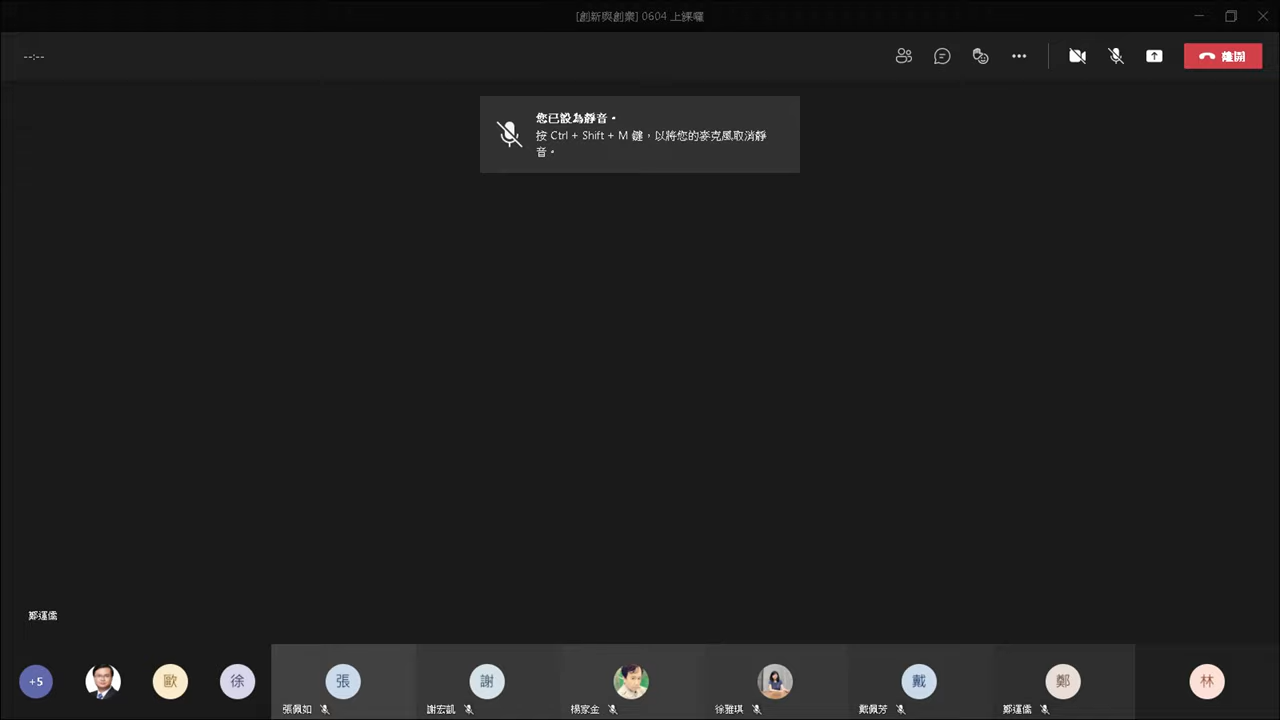 [創新與創業] 0604 上課囉
--:--
離開
您已設為靜音。
按 Ctrl + Shift + M 鍵，以將您的麥克風取消靜
音。
鄭運儒
+5
歐
徐
張
謝
戴
鄭
林
張佩如
謝宏凱
楊家金
徐雅琪
戴佩芳
鄭運儒